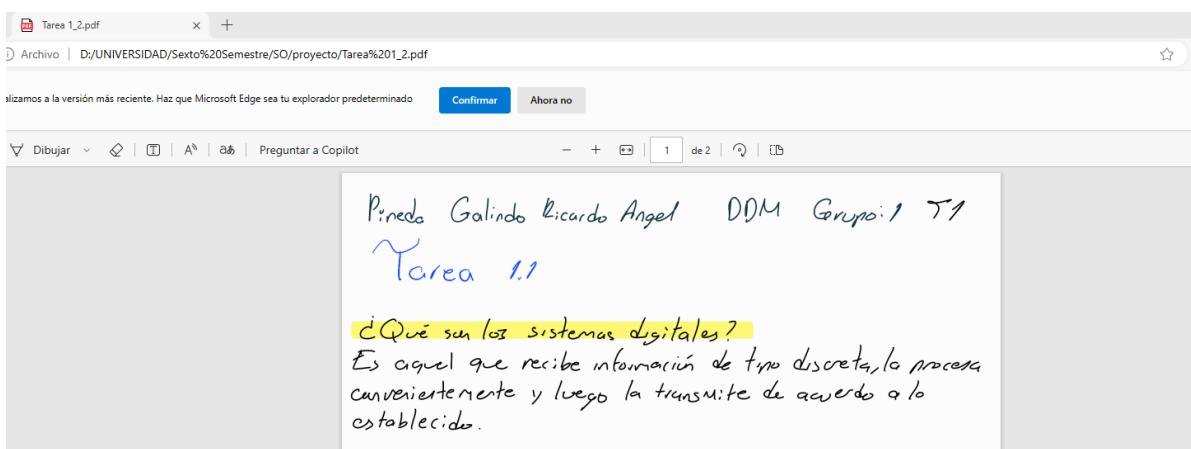 Tarea 1_2.pdf
Archivo | D:/UNIVERSIDAD/Sexto%20Semestre/SO/proyecto/Tarea%201_2.pdf
alizamos a la versión más reciente. Haz que Microsoft Edge sea tu explorador predeterminado Confirmar Ahora no
Dibujar Preguntar a Copilot 1 de 2
Pineda Galindo Ricardo Angel DDM Grupo: 1 T1
Tarea 1.1
¿Qué son los sistemas digitales?
Es aquel que recibe información de tipo discreta, la procesa
convenientemente y luego la transmite de acuerdo a lo
establecido.